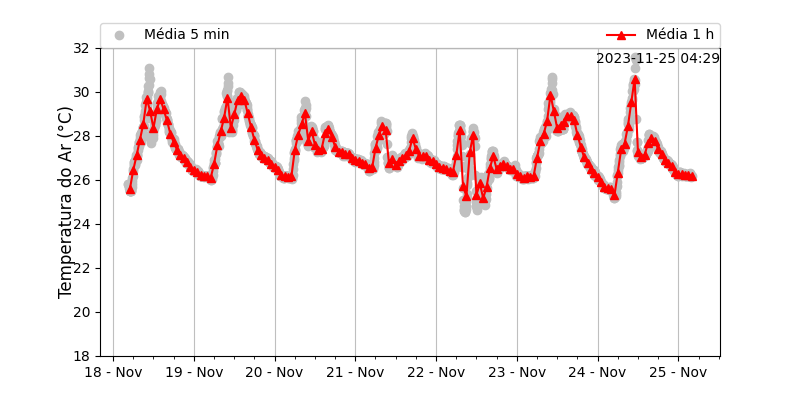 Média 5 min
Média 1 h
2023-11-25 04:29
Temperatura do Ar (°C)
32
30
28
26
24
22
20
18
18 - Nov
19 - Nov
20 - Nov
21 - Nov
22 - Nov
23 - Nov
24 - Nov
25 - Nov